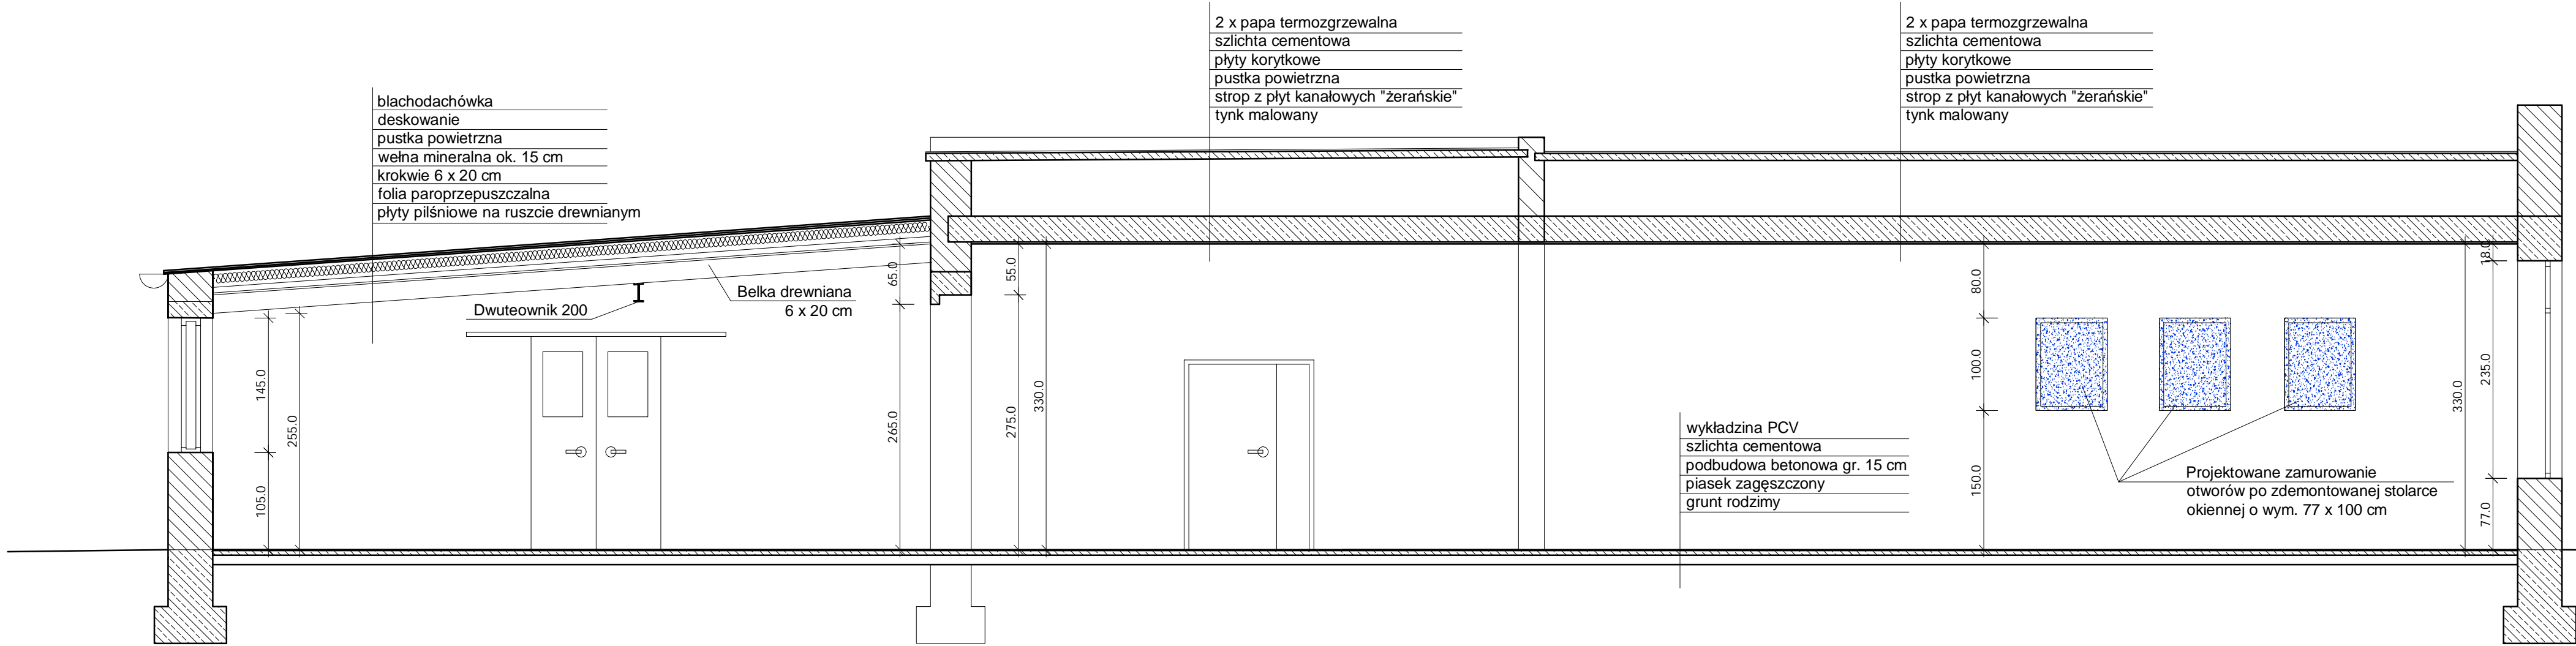 2 x papa termozgrzewalna
szlichta cementowa
płyty korytkowe
pustka powietrzna
strop z płyt kanałowych "żerańskie"
tynk malowany
2 x papa termozgrzewalna
szlichta cementowa
płyty korytkowe
pustka powietrzna
strop z płyt kanałowych "żerańskie"
tynk malowany
blachodachówka
deskowanie
pustka powietrzna
wełna mineralna ok. 15 cm
krokwie 6 x 20 cm
folia paroprzepuszczalna
płyty pilśniowe na ruszcie drewnianym
Belka drewniana
6 x 20 cm
Dwuteownik 200
145.0
105.0
255.0
65.0
265.0
55.0
275.0
330.0
wykładzina PCV
szlichta cementowa
podbudowa betonowa gr. 15 cm
piasek zagęszczony
grunt rodzimy
80.0
100.0
150.0
Projektowane zamurowanie
otworów po zdemontowanej stolarce
okiennej o wym. 77 x 100 cm
330.0
18.0
235.0
77.0